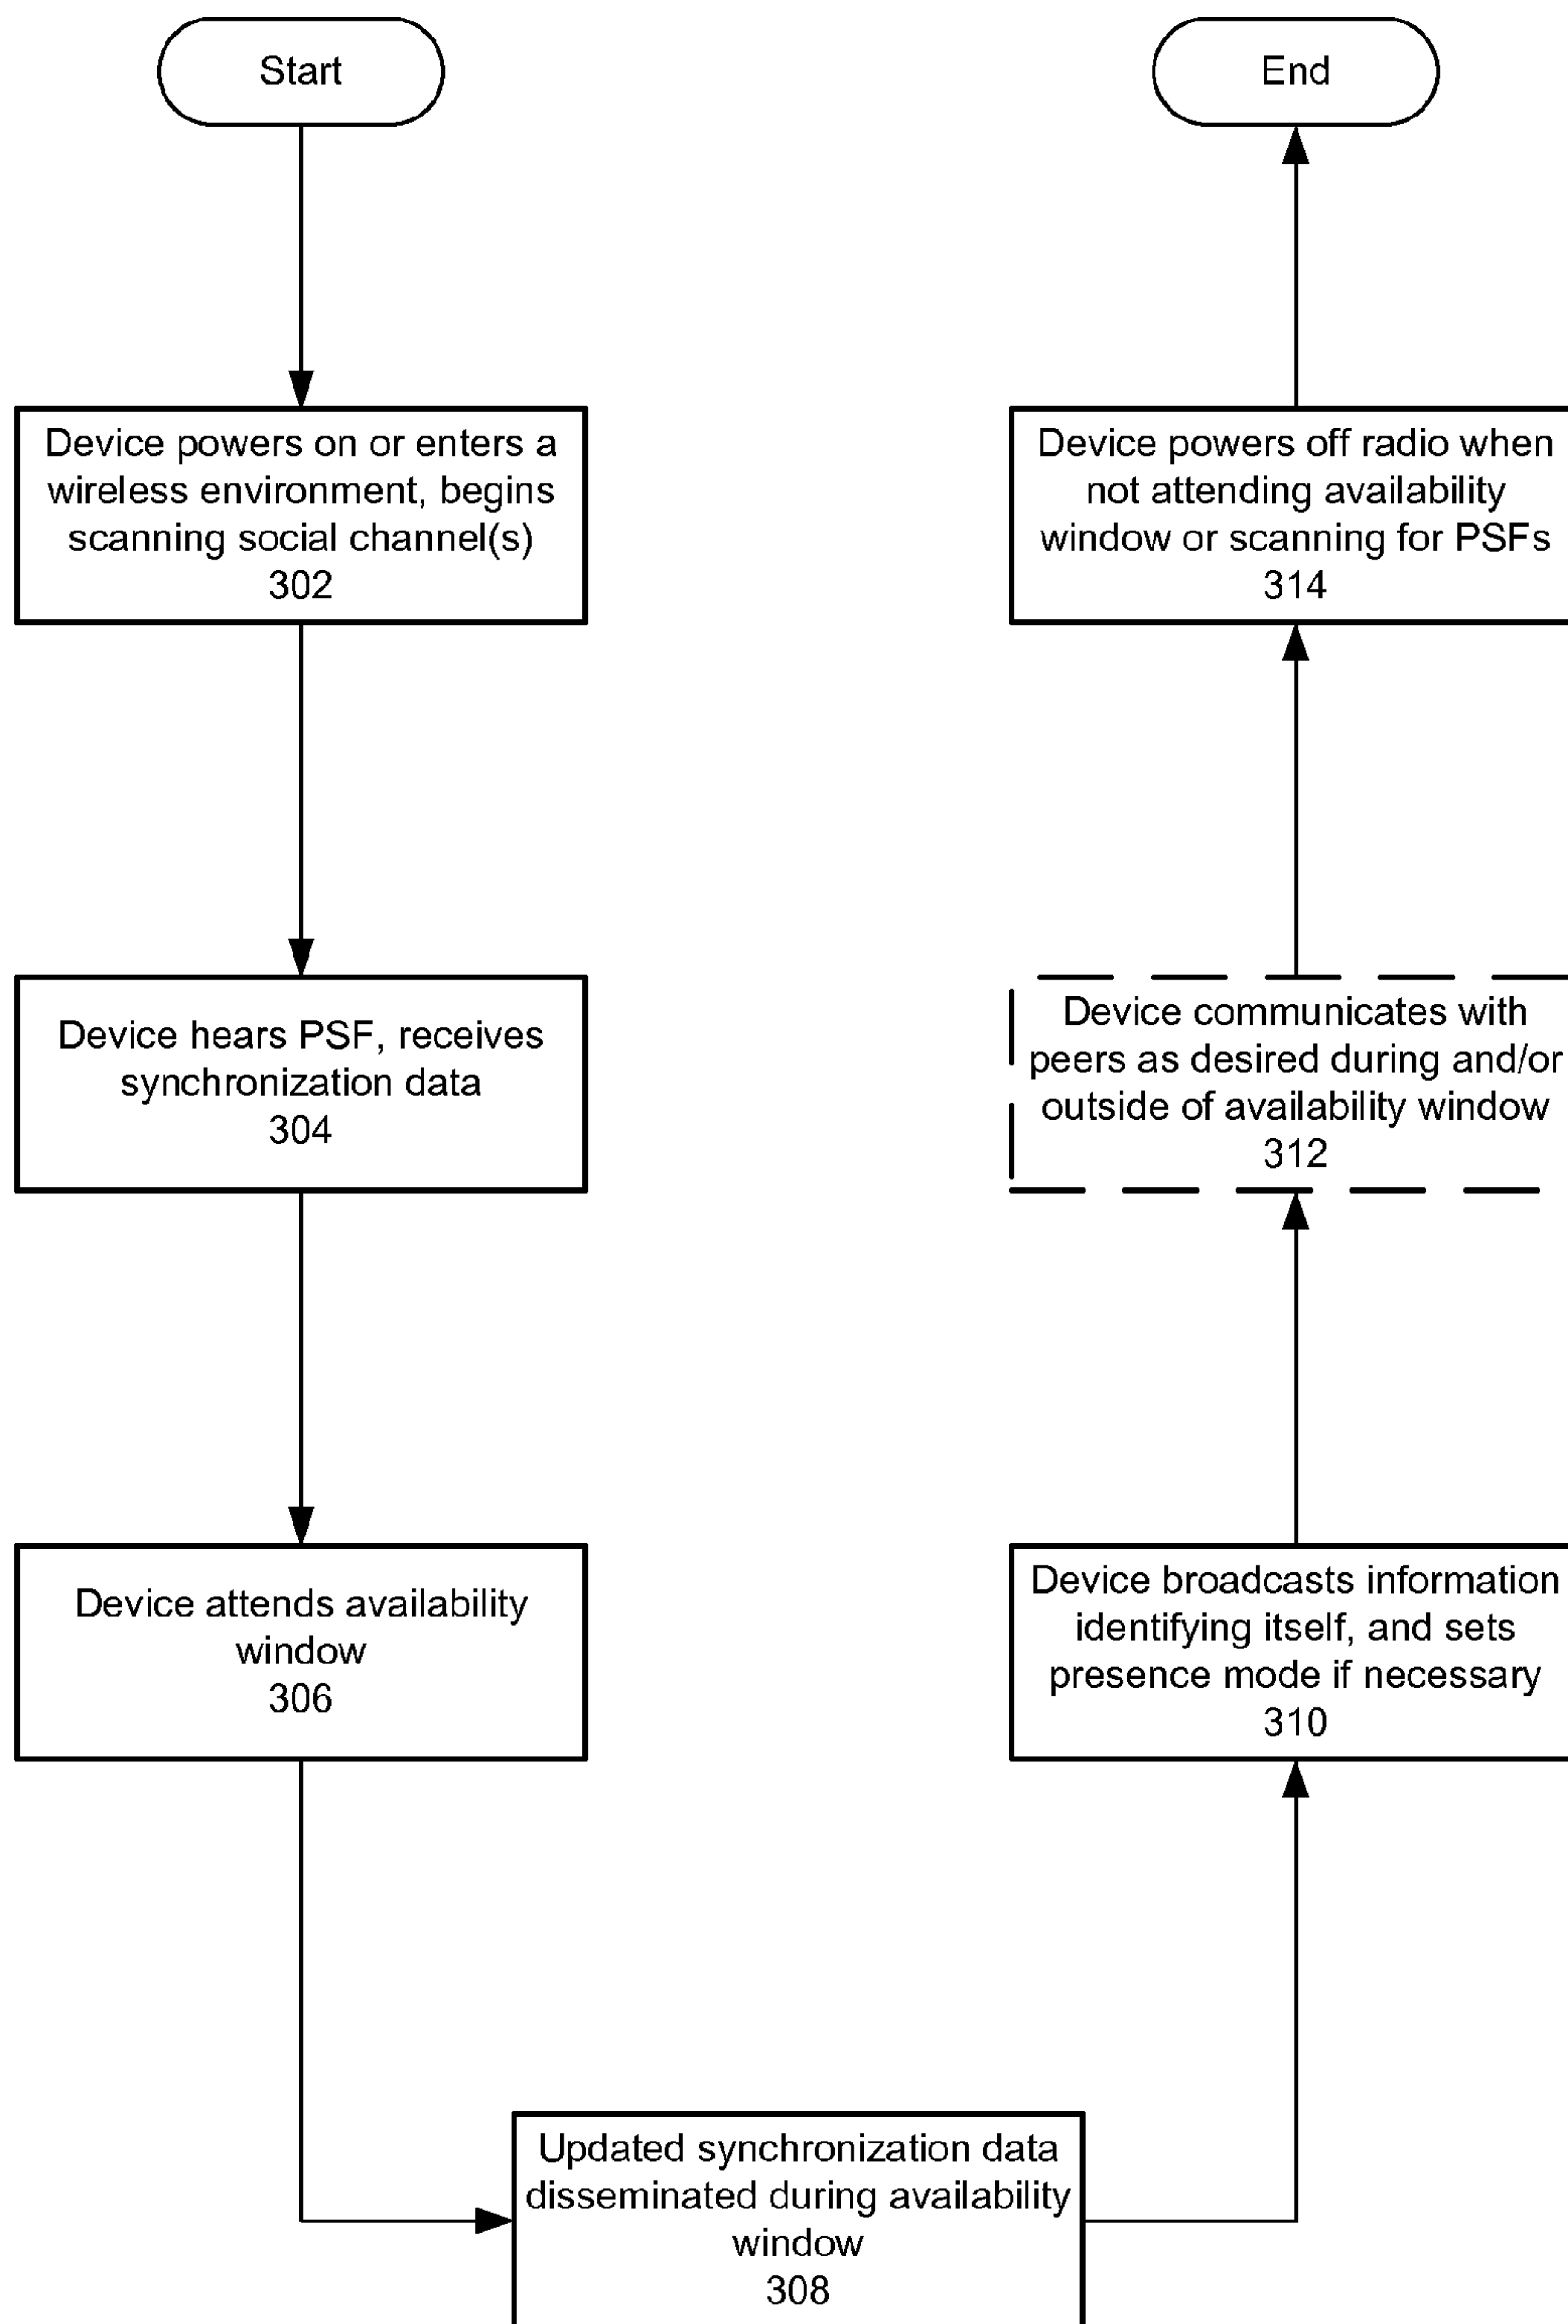 Start
Device powers on or enters a
wireless environment, begins
scanning social channel(s)
302
Device hears PSF, receives
synchronization data
304
Device attends availability
window
306
Updated synchronization data
disseminated during availability
window
308
Device broadcasts information
identifying itself, and sets
presence mode if necessary
310
Device communicates with
peers as desired during and/or
outside of availability window
312
Device powers off radio when
not attending availability
window or scanning for PSFs
314
End